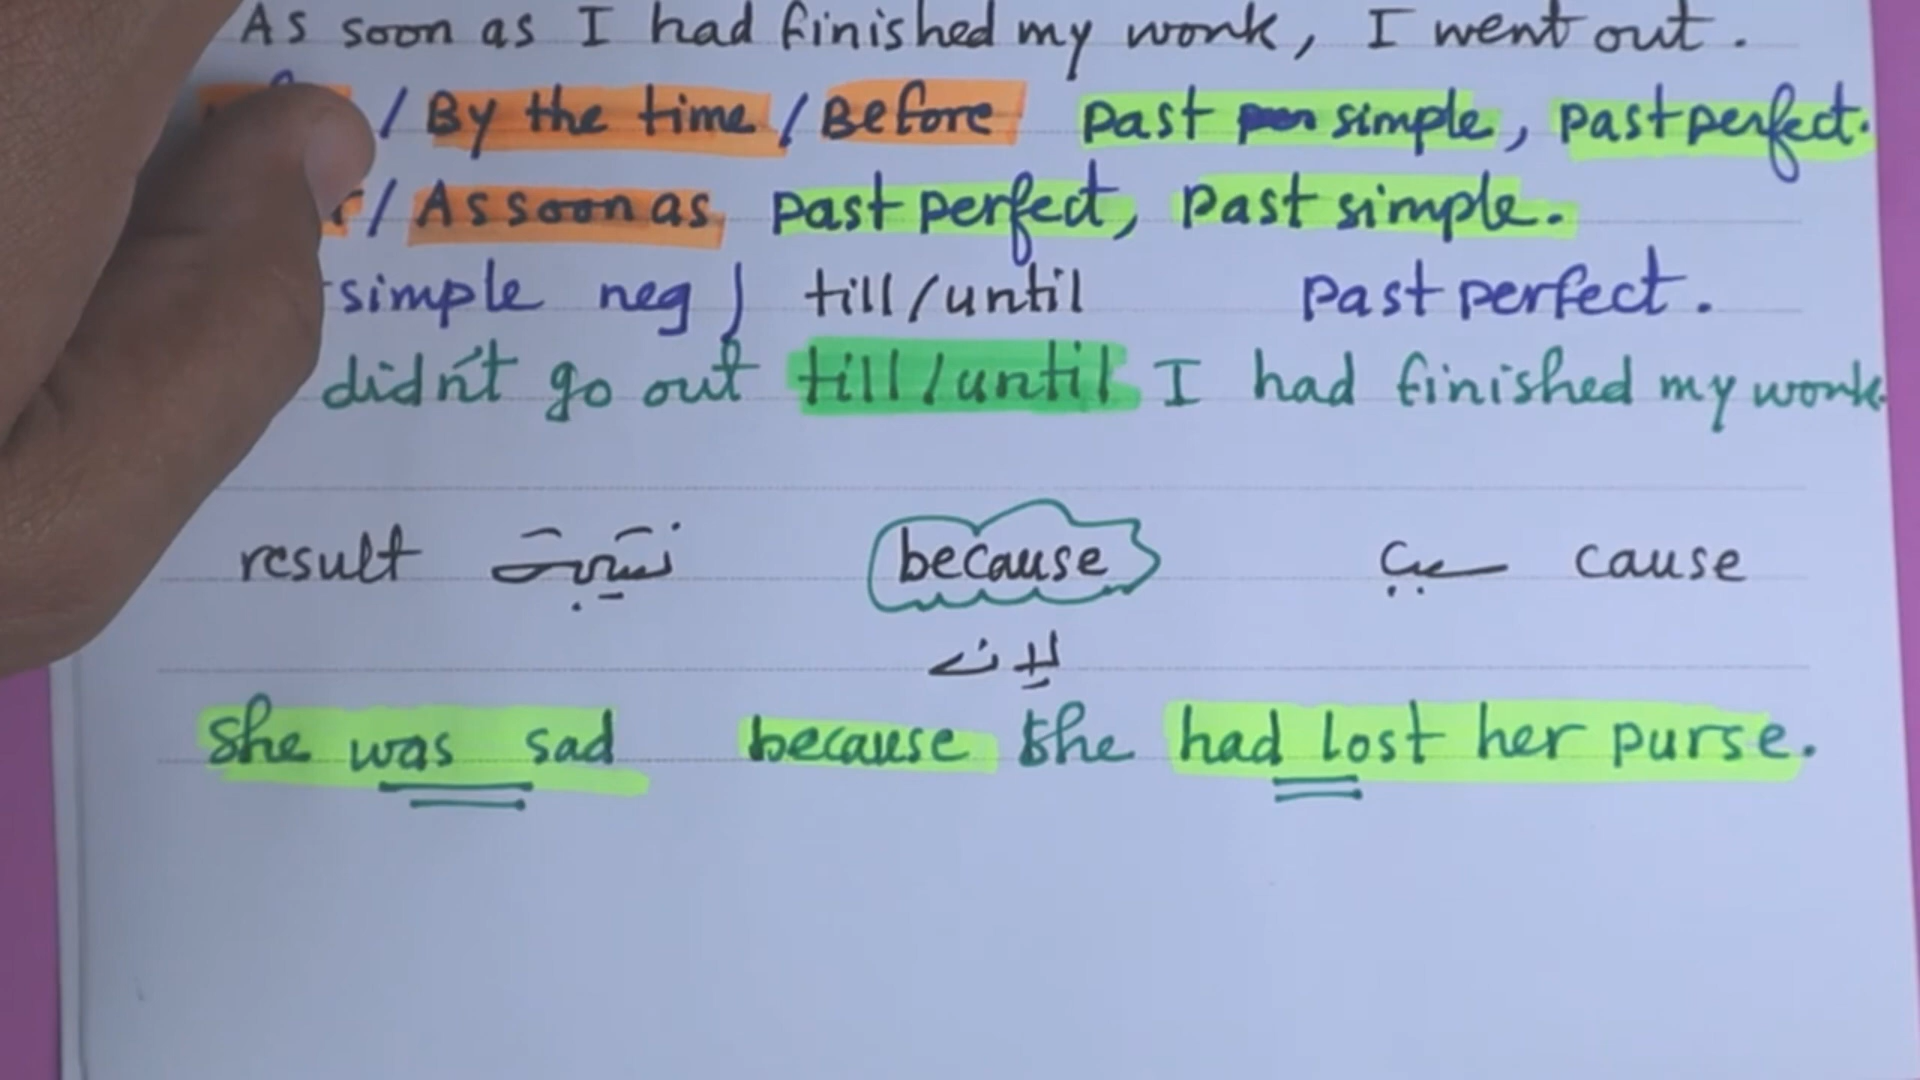 As soon as I had finished my work, I went out.
/ By the time / Before past simple, past perfect.
/ As soon as past perfect, past simple.
simple neg till/until past perfect.
didn't go out till/until I had finished my work.
result نتيجة because سبب cause
لان
She was sad because she had lost her purse.